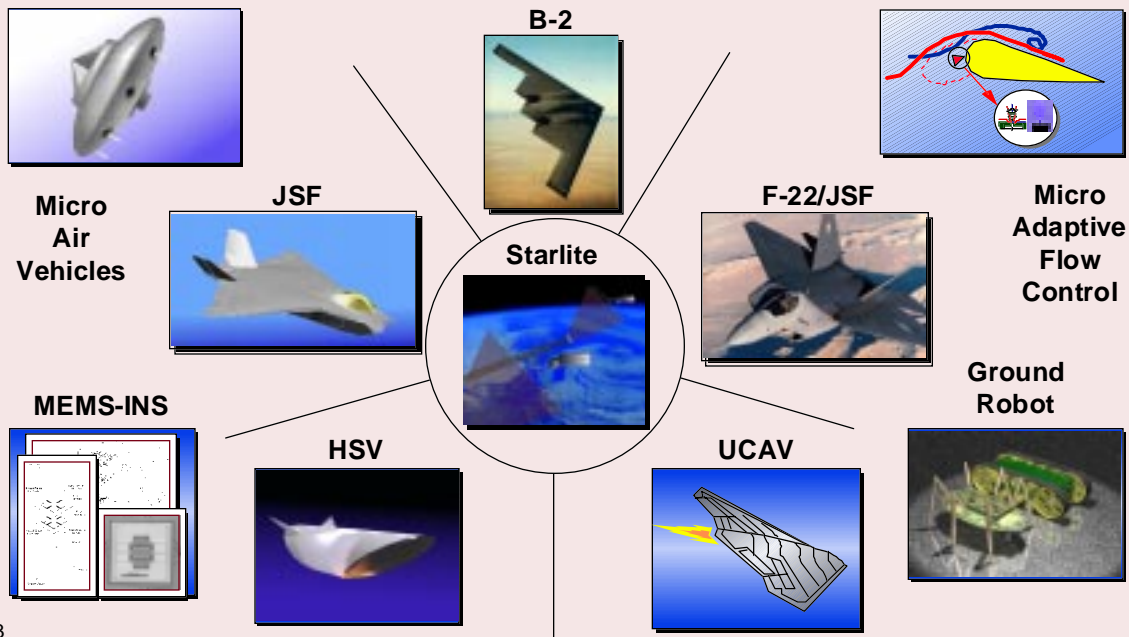 B-2
JSF
F-22/JSF
Micro
Air
Vehicles
Micro
Adaptive
Flow
Control
Starlite
Ground
Robot
MEMS-INS
HSV
UCAV